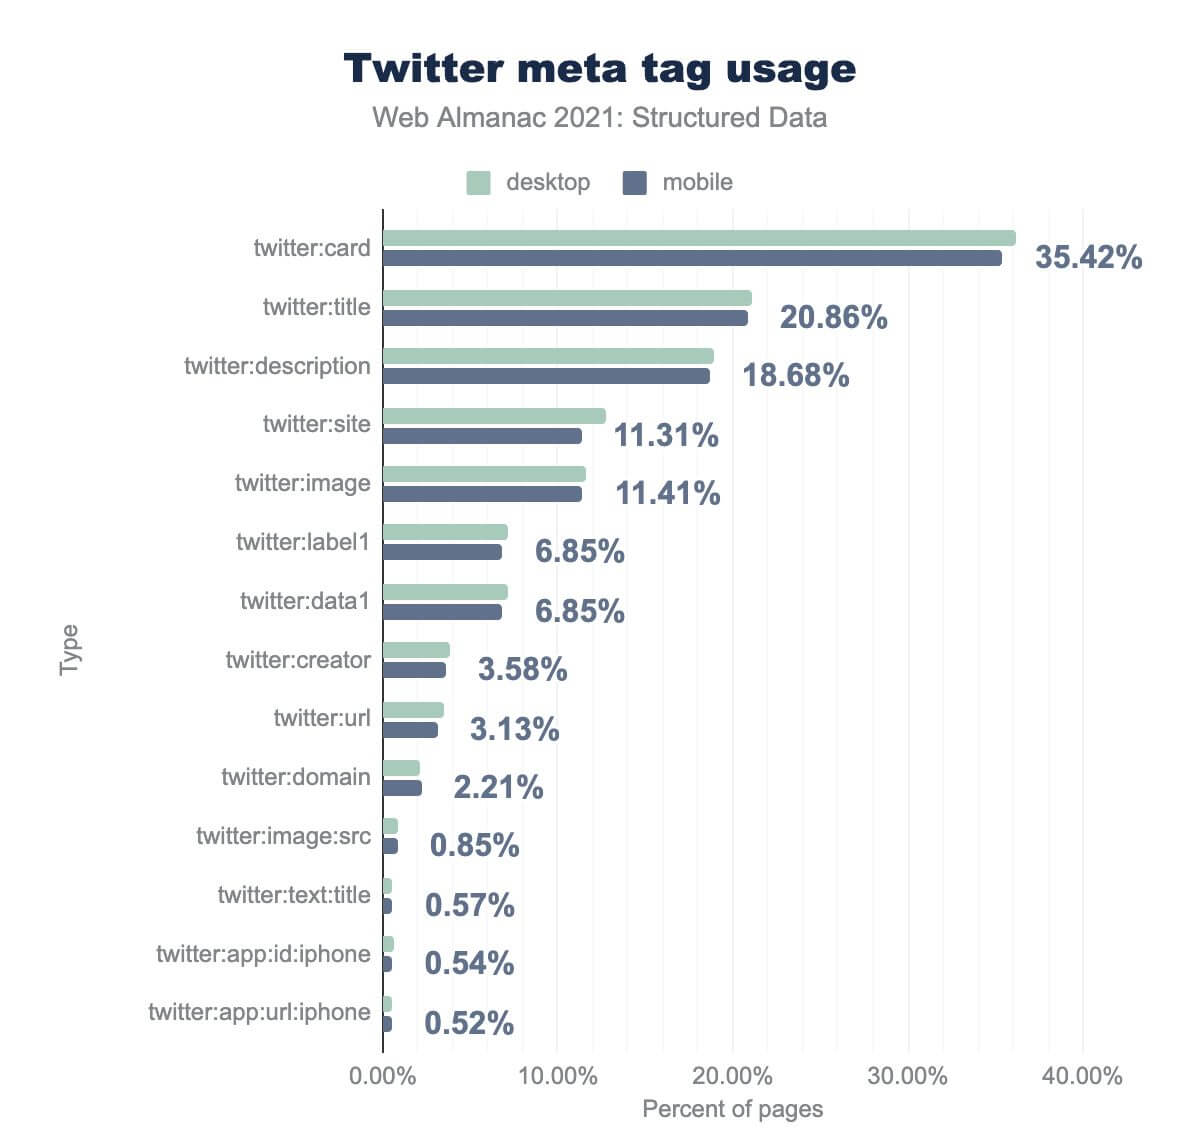 Twitter meta tag usage
Web Almanac 2021: Structured Data
desktop mobile
Type
twitter:card 35.42%
twitter:title 20.86%
twitter:description 18.68%
twitter:site 11.31%
twitter:image 11.41%
twitter:label1 6.85%
twitter:data1 6.85%
twitter:creator 3.58%
twitter:url 3.13%
twitter:domain 2.21%
twitter:image:src 0.85%
twitter:text:title 0.57%
twitter:app:id:iphone 0.54%
twitter:app:url:iphone 0.52%
0.00% 10.00% 20.00% 30.00% 40.00%
Percent of pages